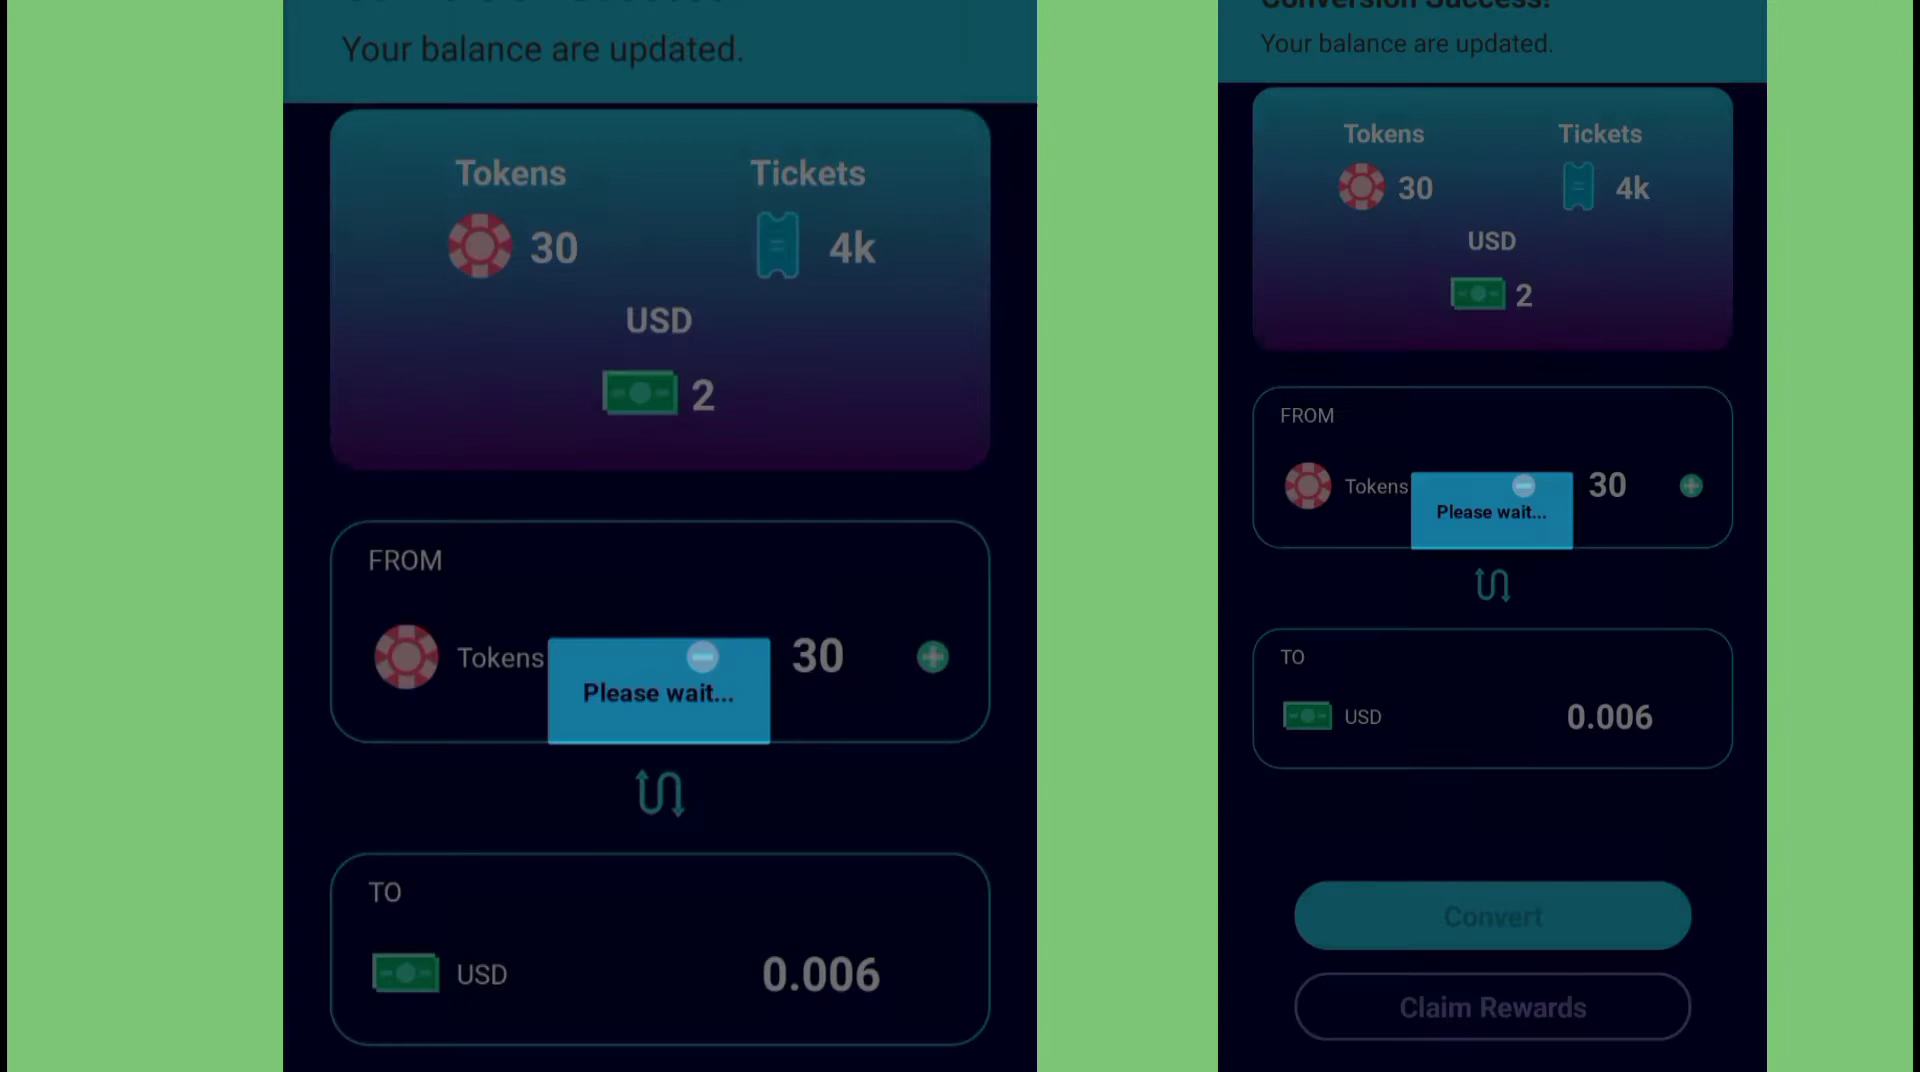 Your balance are updated.
Tokens Tickets
30 4k
USD
2
FROM
Tokens 30
Please wait...
TO
USD 0.006
Conversion Success!
Your balance are updated.
Tokens Tickets
30 4k
USD
2
FROM
Tokens 30
Please wait...
TO
USD 0.006
Convert
Claim Rewards